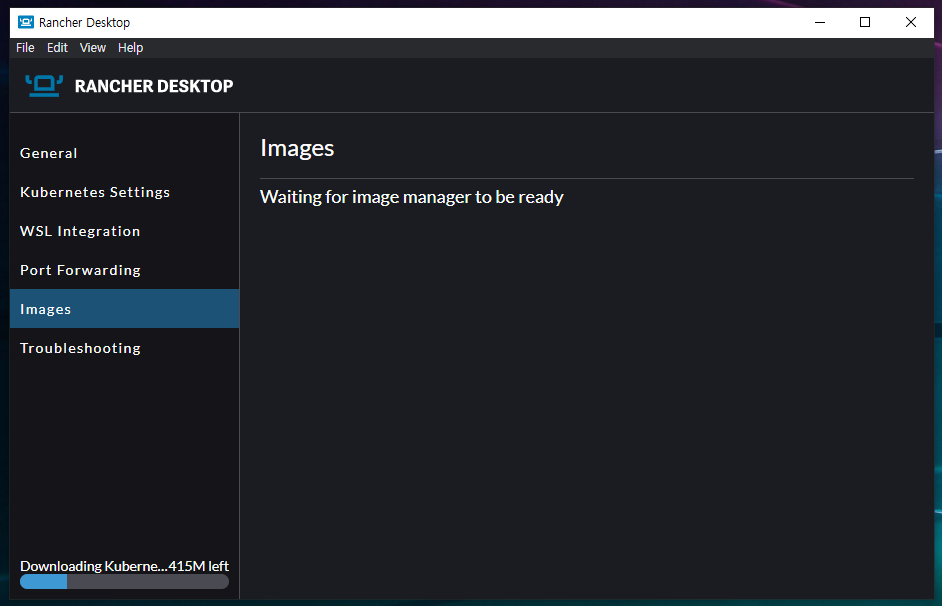 Rancher Desktop
File Edit View Help
RANCHER DESKTOP
General
Kubernetes Settings
WSL Integration
Port Forwarding
Images
Troubleshooting
Downloading Kuberne...415M left
Images
Waiting for image manager to be ready